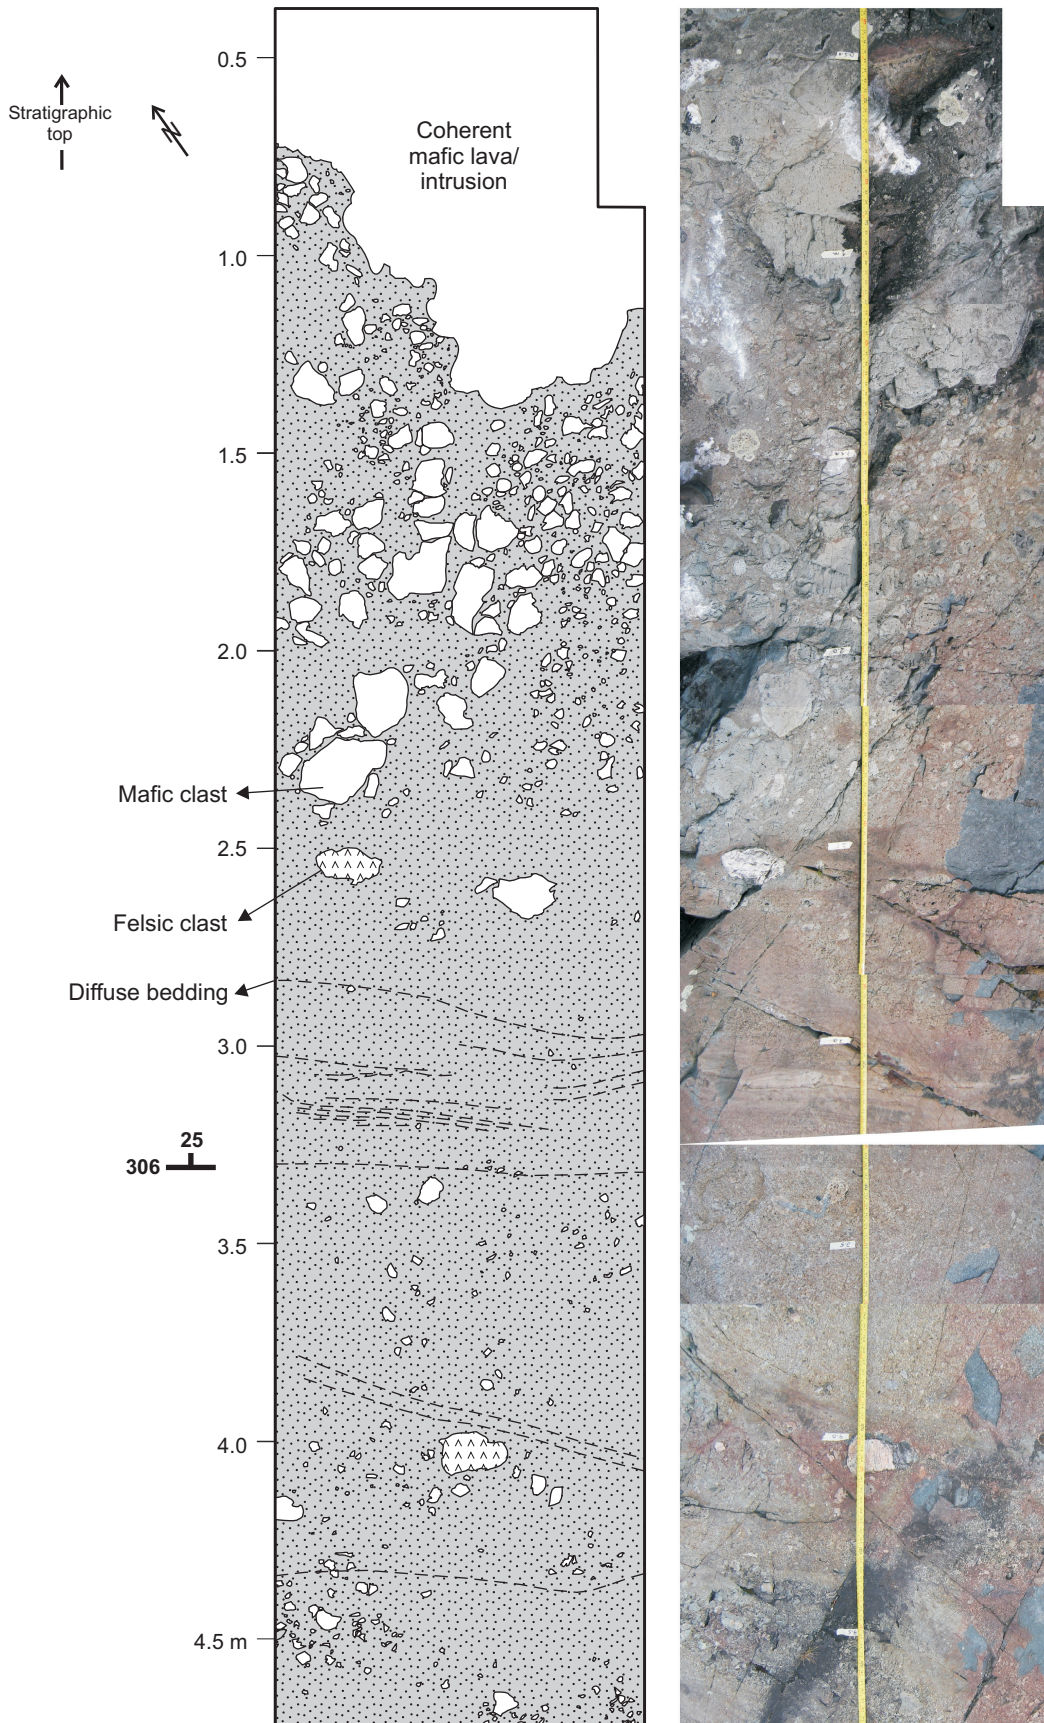 0.5
Stratigraphic
top
Coherent
mafic lava/
intrusion
1.0
1.5
2.0
Mafic clast
2.5
Felsic clast
Diffuse bedding
3.0
25
306
3.5
4.0
4.5 m